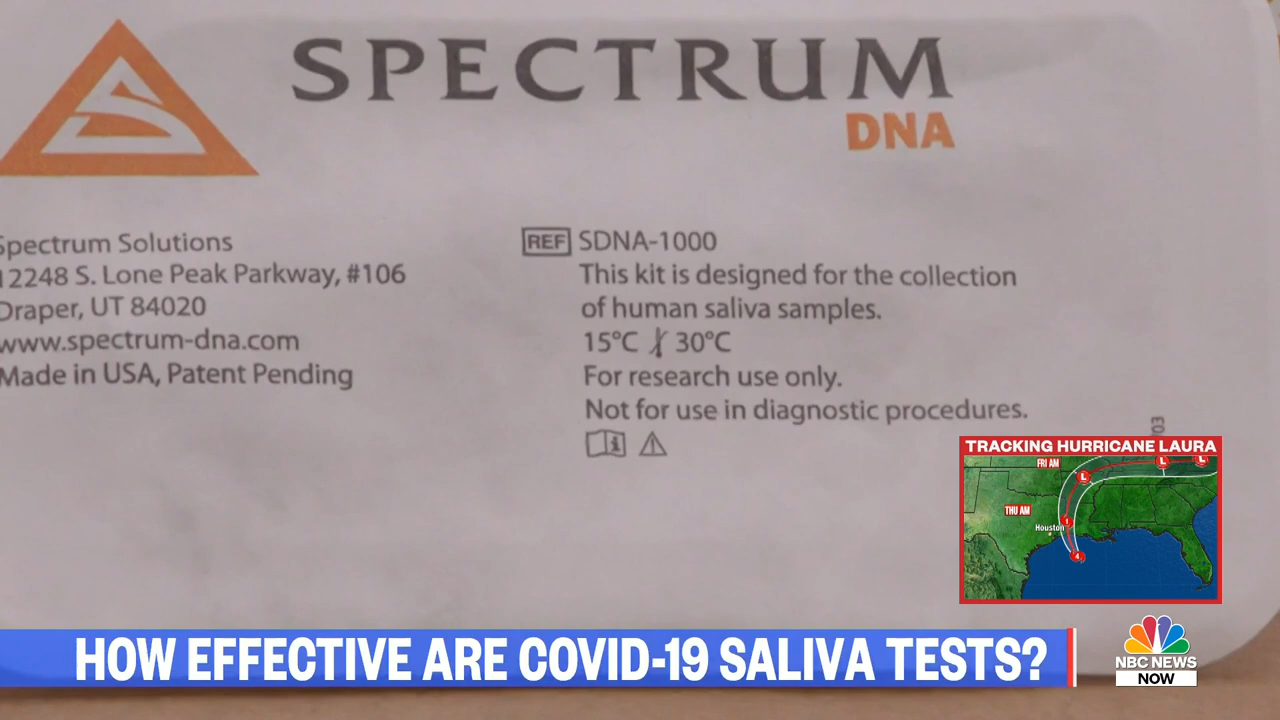 SPECTRUM
DNA
Spectrum Solutions
12248 S. Lone Peak Parkway, #106
Draper, UT 84020
www.spectrum-dna.com
Made in USA, Patent Pending
REF SDNA-1000
This kit is designed for the collection
of human saliva samples.
15°C 30°C
For research use only.
Not for use in diagnostic procedures.
03
TRACKING HURRICANE LAURA
FRI AM
L
L
L
THU AM
Houston
1
4
HOW EFFECTIVE ARE COVID-19 SALIVA TESTS?
NBC NEWS
NOW